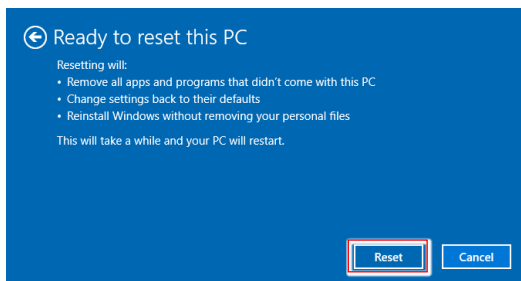 Ready to reset this PC
Resetting will:
• Remove all apps and programs that didn't come with this PC
• Change settings back to their defaults
• Reinstall Windows without removing your personal files
This will take a while and your PC will restart.
Reset Cancel